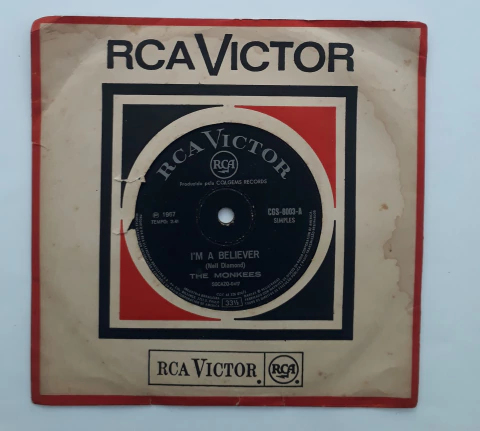 RCA VICTOR
RCA VICTOR
RCA
Produzido pela COLGEMS RECORDS
℗ 1967
CGS-8003-A
SIMPLES
I'M A BELIEVER
(Neil Diamond)
THE MONKEES
33⅓
RCA VICTOR
RCA